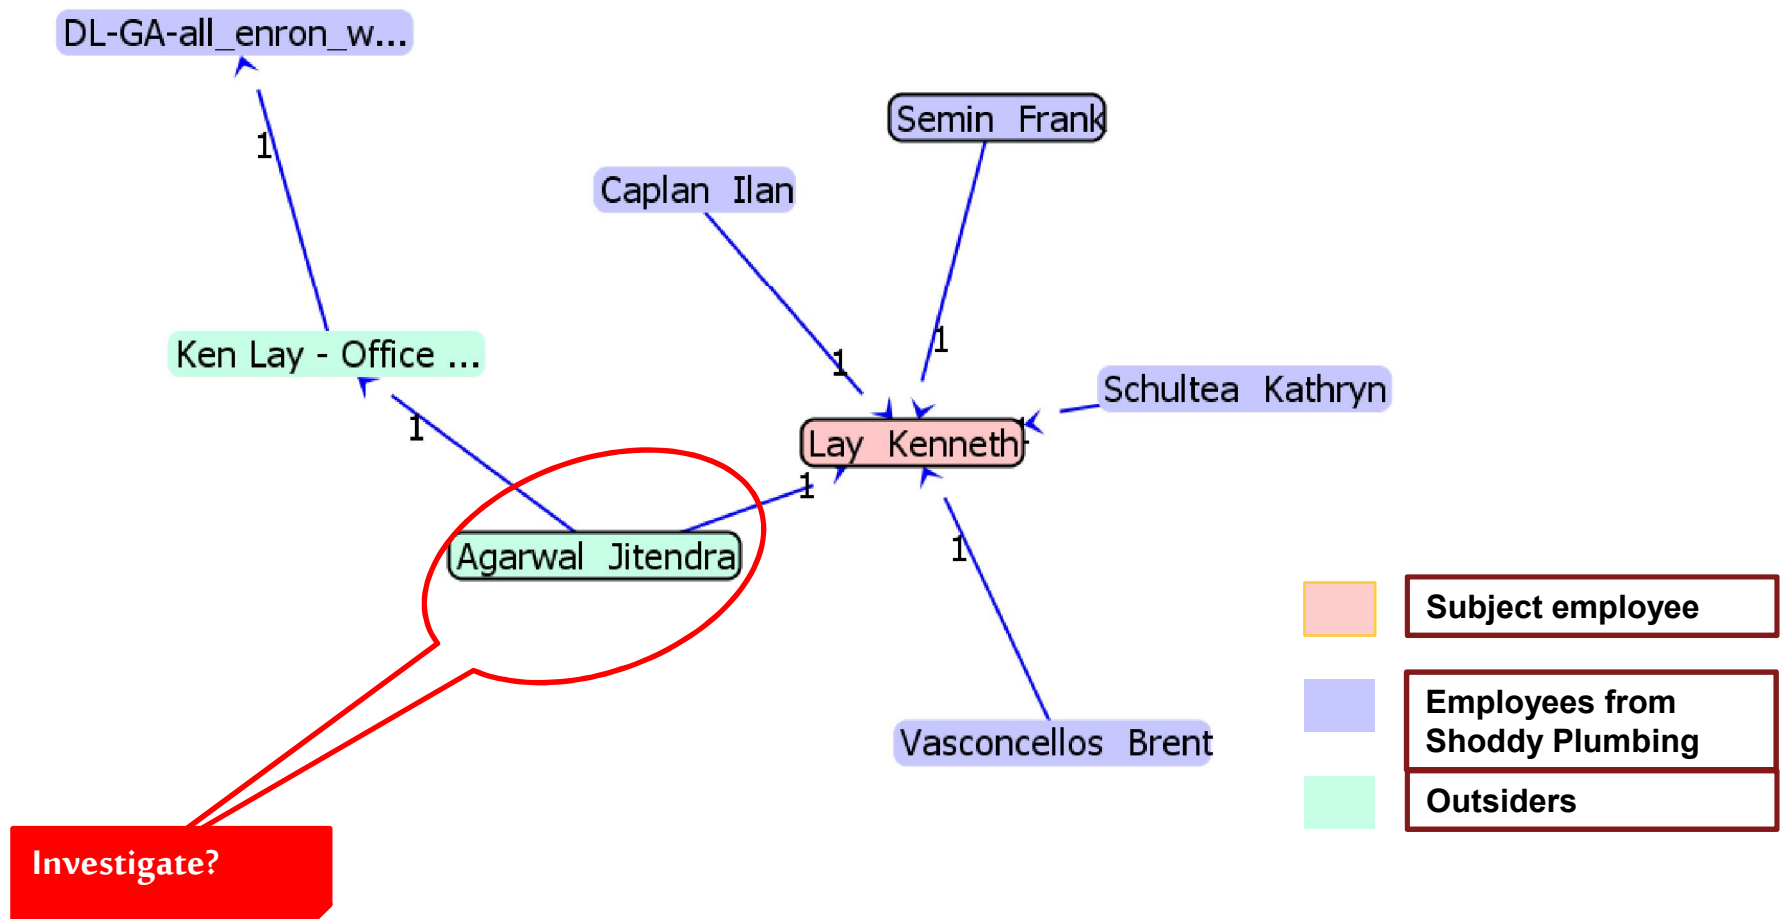 DL-GA-all_enron_w...
Semin Frank
1
Caplan Ilan
1
Ken Lay - Office ...
1
Schultea Kathryn
1
Lay Kenneth
1
1
Agarwal Jitendra
1
Vasconcellos Brent
Subject employee
Employees from
Shoddy Plumbing
Outsiders
Investigate?